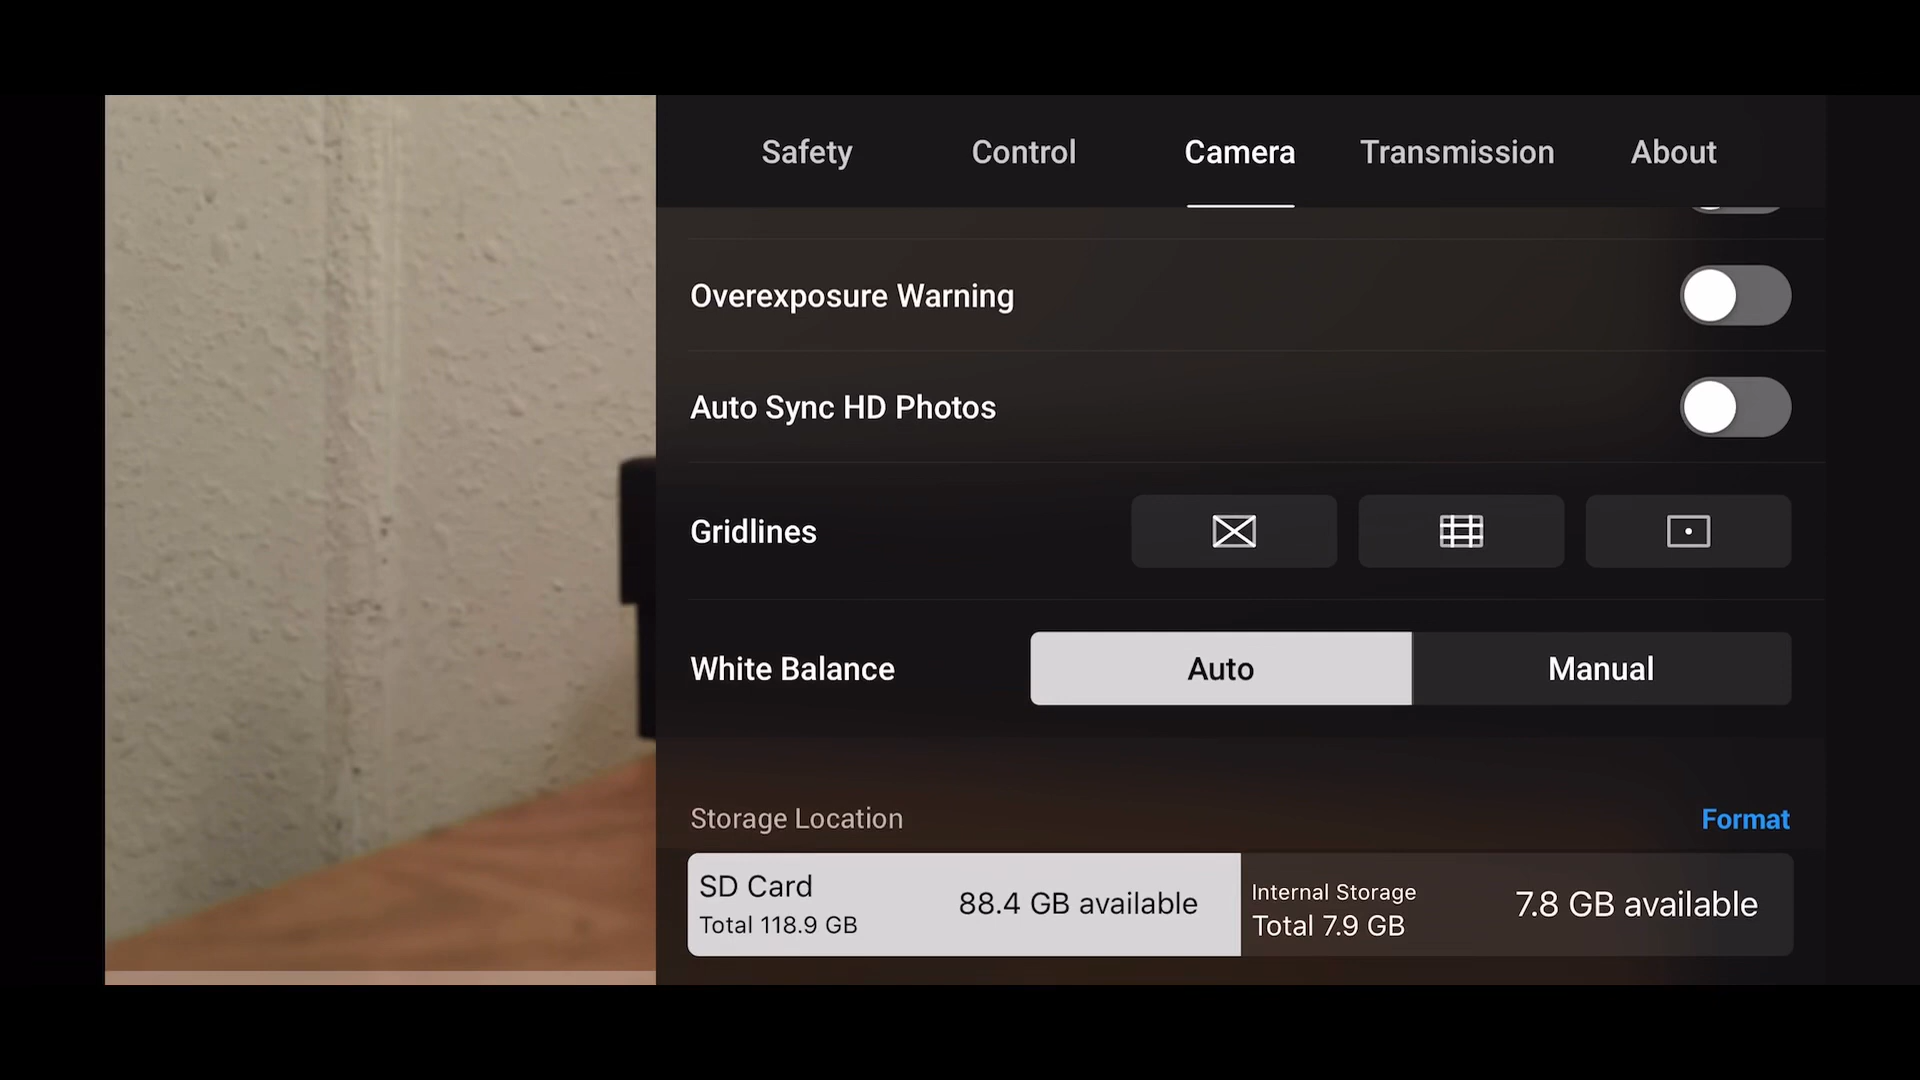 Safety Control Camera Transmission About
Overexposure Warning
Auto Sync HD Photos
Gridlines
White Balance Auto Manual
Storage Location Format
SD Card
Total 118.9 GB
88.4 GB available
Internal Storage
Total 7.9 GB
7.8 GB available